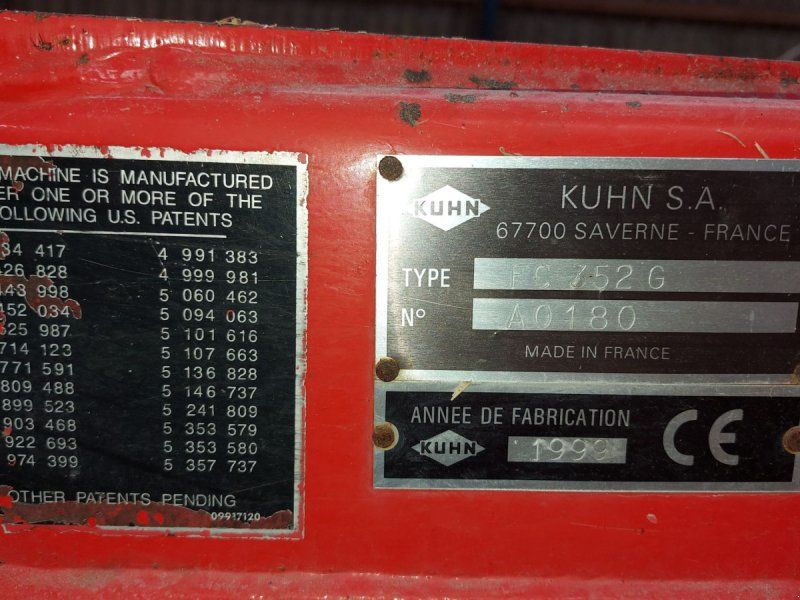 MACHINE IS MANUFACTURED
ER ONE OR MORE OF THE
OLLOWING U.S. PATENTS
34 417 4 991 383
26 828 4 999 981
43 998 5 060 462
452 034 5 094 063
25 987 5 101 616
714 123 5 107 663
771 591 5 136 828
809 488 5 146 737
899 523 5 241 809
903 468 5 353 579
922 693 5 353 580
974 399 5 357 737
OTHER PATENTS PENDING
09917120
KUHN
KUHN S.A.
67700 SAVERNE - FRANCE
TYPE FC 352 G
N° A0180
MADE IN FRANCE
ANNEE DE FABRICATION
KUHN 1999 CE